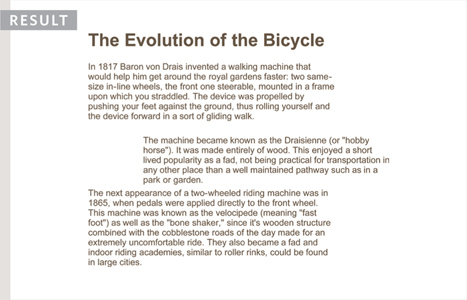 RESULT
The Evolution of the Bicycle
In 1817 Baron von Drais invented a walking machine that
would help him get around the royal gardens faster: two same-
size in-line wheels, the front one steerable, mounted in a frame
upon which you straddled. The device was propelled by
pushing your feet against the ground, thus rolling yourself and
the device forward in a sort of gliding walk.
The machine became known as the Draisienne (or "hobby
horse"). It was made entirely of wood. This enjoyed a short
lived popularity as a fad, not being practical for transportation in
any other place than a well maintained pathway such as in a
park or garden.
The next appearance of a two-wheeled riding machine was in
1865, when pedals were applied directly to the front wheel.
This machine was known as the velocipede (meaning "fast
foot") as well as the "bone shaker," since it's wooden structure
combined with the cobblestone roads of the day made for an
extremely uncomfortable ride. They also became a fad and
indoor riding academies, similar to roller rinks, could be found
in large cities.